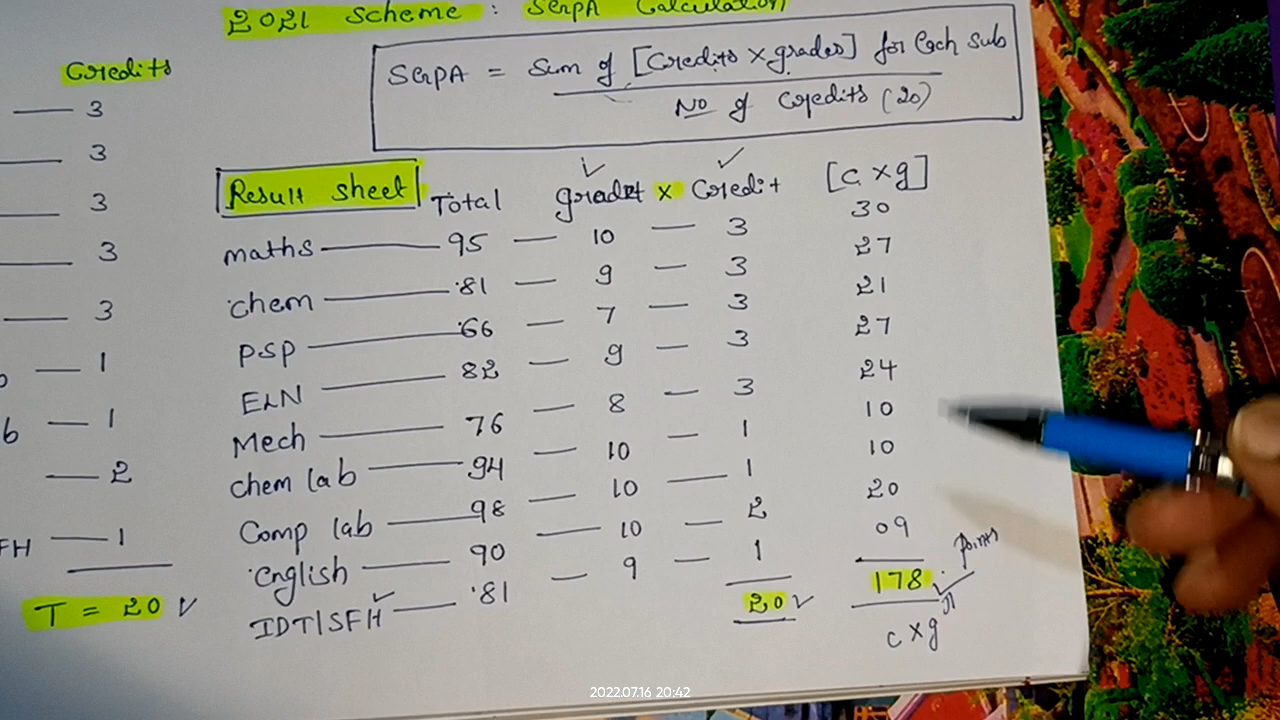 2021 Scheme : SGPA Calculation
Credits
3
3
3
3
3
1
b — 1
2
FH — 1
T = 20 ✓
SGPA = Sum of [Credits × grades] for each sub
No of Credits (20)
Result sheet Total gradet × Credit [C × g]
maths — 95 — 10 — 3 30
chem — 81 — 9 — 3 27
PSP — 66 — 7 — 3 21
ELN — 82 — 9 — 3 27
Mech — 76 — 8 — 3 24
chem lab — 94 — 10 — 1 10
Comp lab — 98 — 10 — 1 10
English — 90 — 10 — 2 20
IDT/SFH — 81 — 9 — 1 09
20 ✓ 178 points
C × g
2022.07.16 20:42